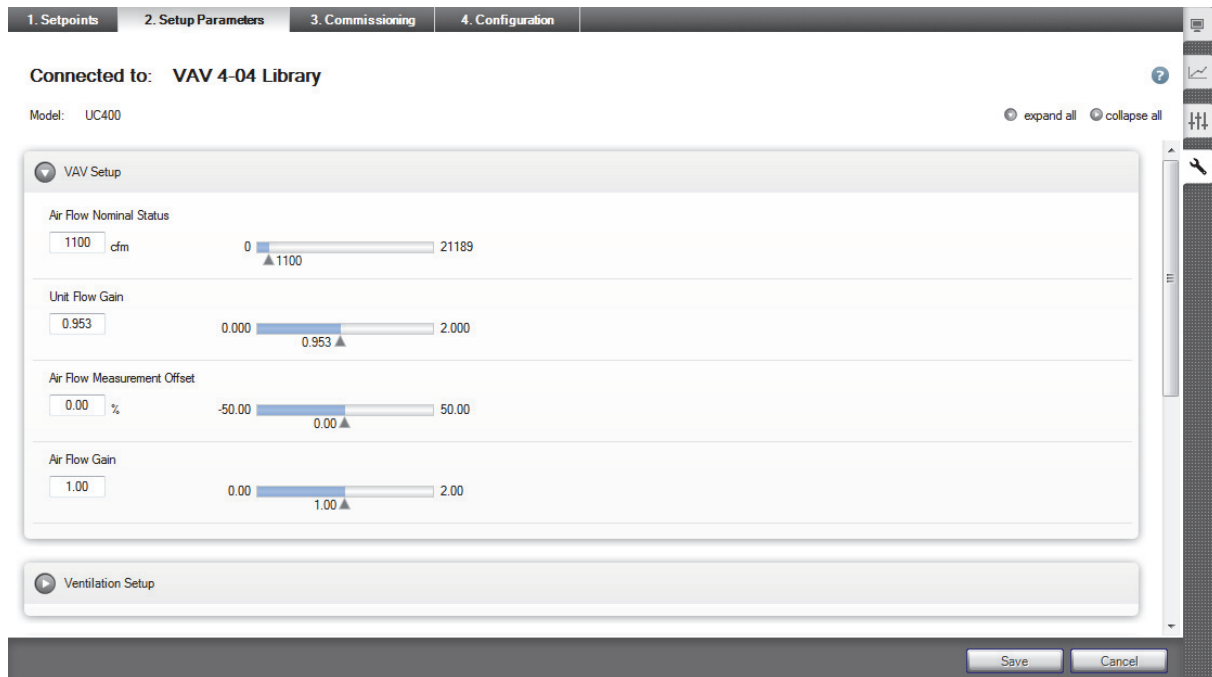 1. Setpoints 2. Setup Parameters 3. Commissioning 4. Configuration
Connected to: VAV 4-04 Library
?
Model: UC400 expand all collapse all
VAV Setup
Air Flow Nominal Status
1100 cfm 0 21189
1100
Unit Flow Gain
0.953 0.000 2.000
0.953
Air Flow Measurement Offset
0.00 % -50.00 50.00
0.00
Air Flow Gain
1.00 0.00 2.00
1.00
Ventilation Setup
Save Cancel